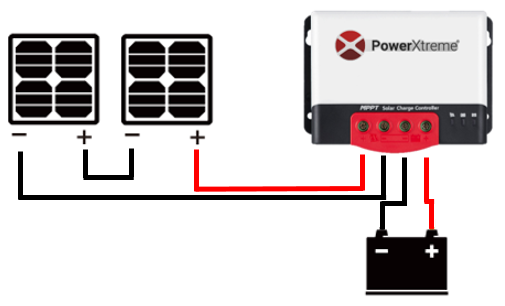 PowerXtreme®
MPPT Solar Charge Controller
− + − +
− +